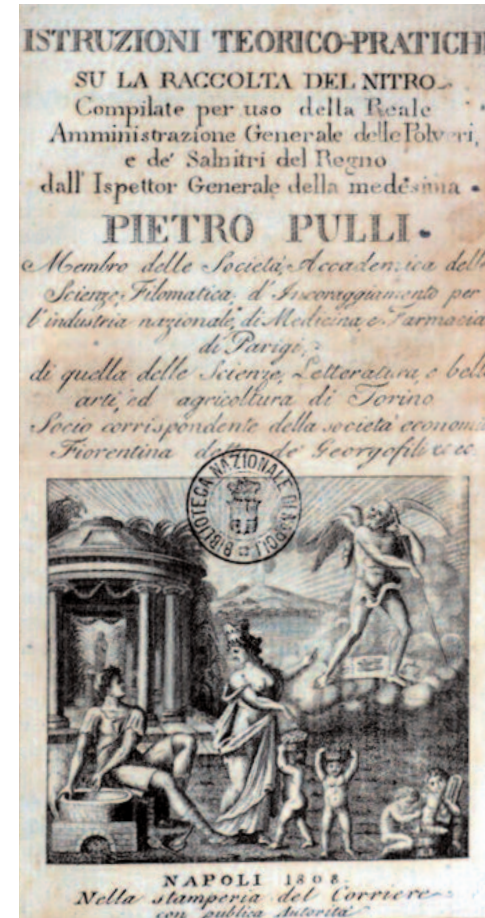 ISTRUZIONI TEORICO-PRATICH
SU LA RACCOLTA DEL NITRO
Compilate per uso della Reale
Amministrazione Generale delle Polveri,
e de' Salnitri del Regno
dall' Ispettor Generale della medesima
PIETRO PULLI
Membro delle Società, Accademica delle
Scienze, Filomatica, d'Incoraggiamento per
l'industria nazionale, di Medicina, e Farmacia
di Parigi,
di quella delle Scienze, Letteratura, e belle
arti, ed agricoltura di Torino
Socio corrispondente della società economi
Fiorentina detta de' Georgofili ec ec.
BIBLIOTECA NAZIONALE DI NAPOLI
NAPOLI 1808.
Nella stamperia del Corriere
con publica Autorità